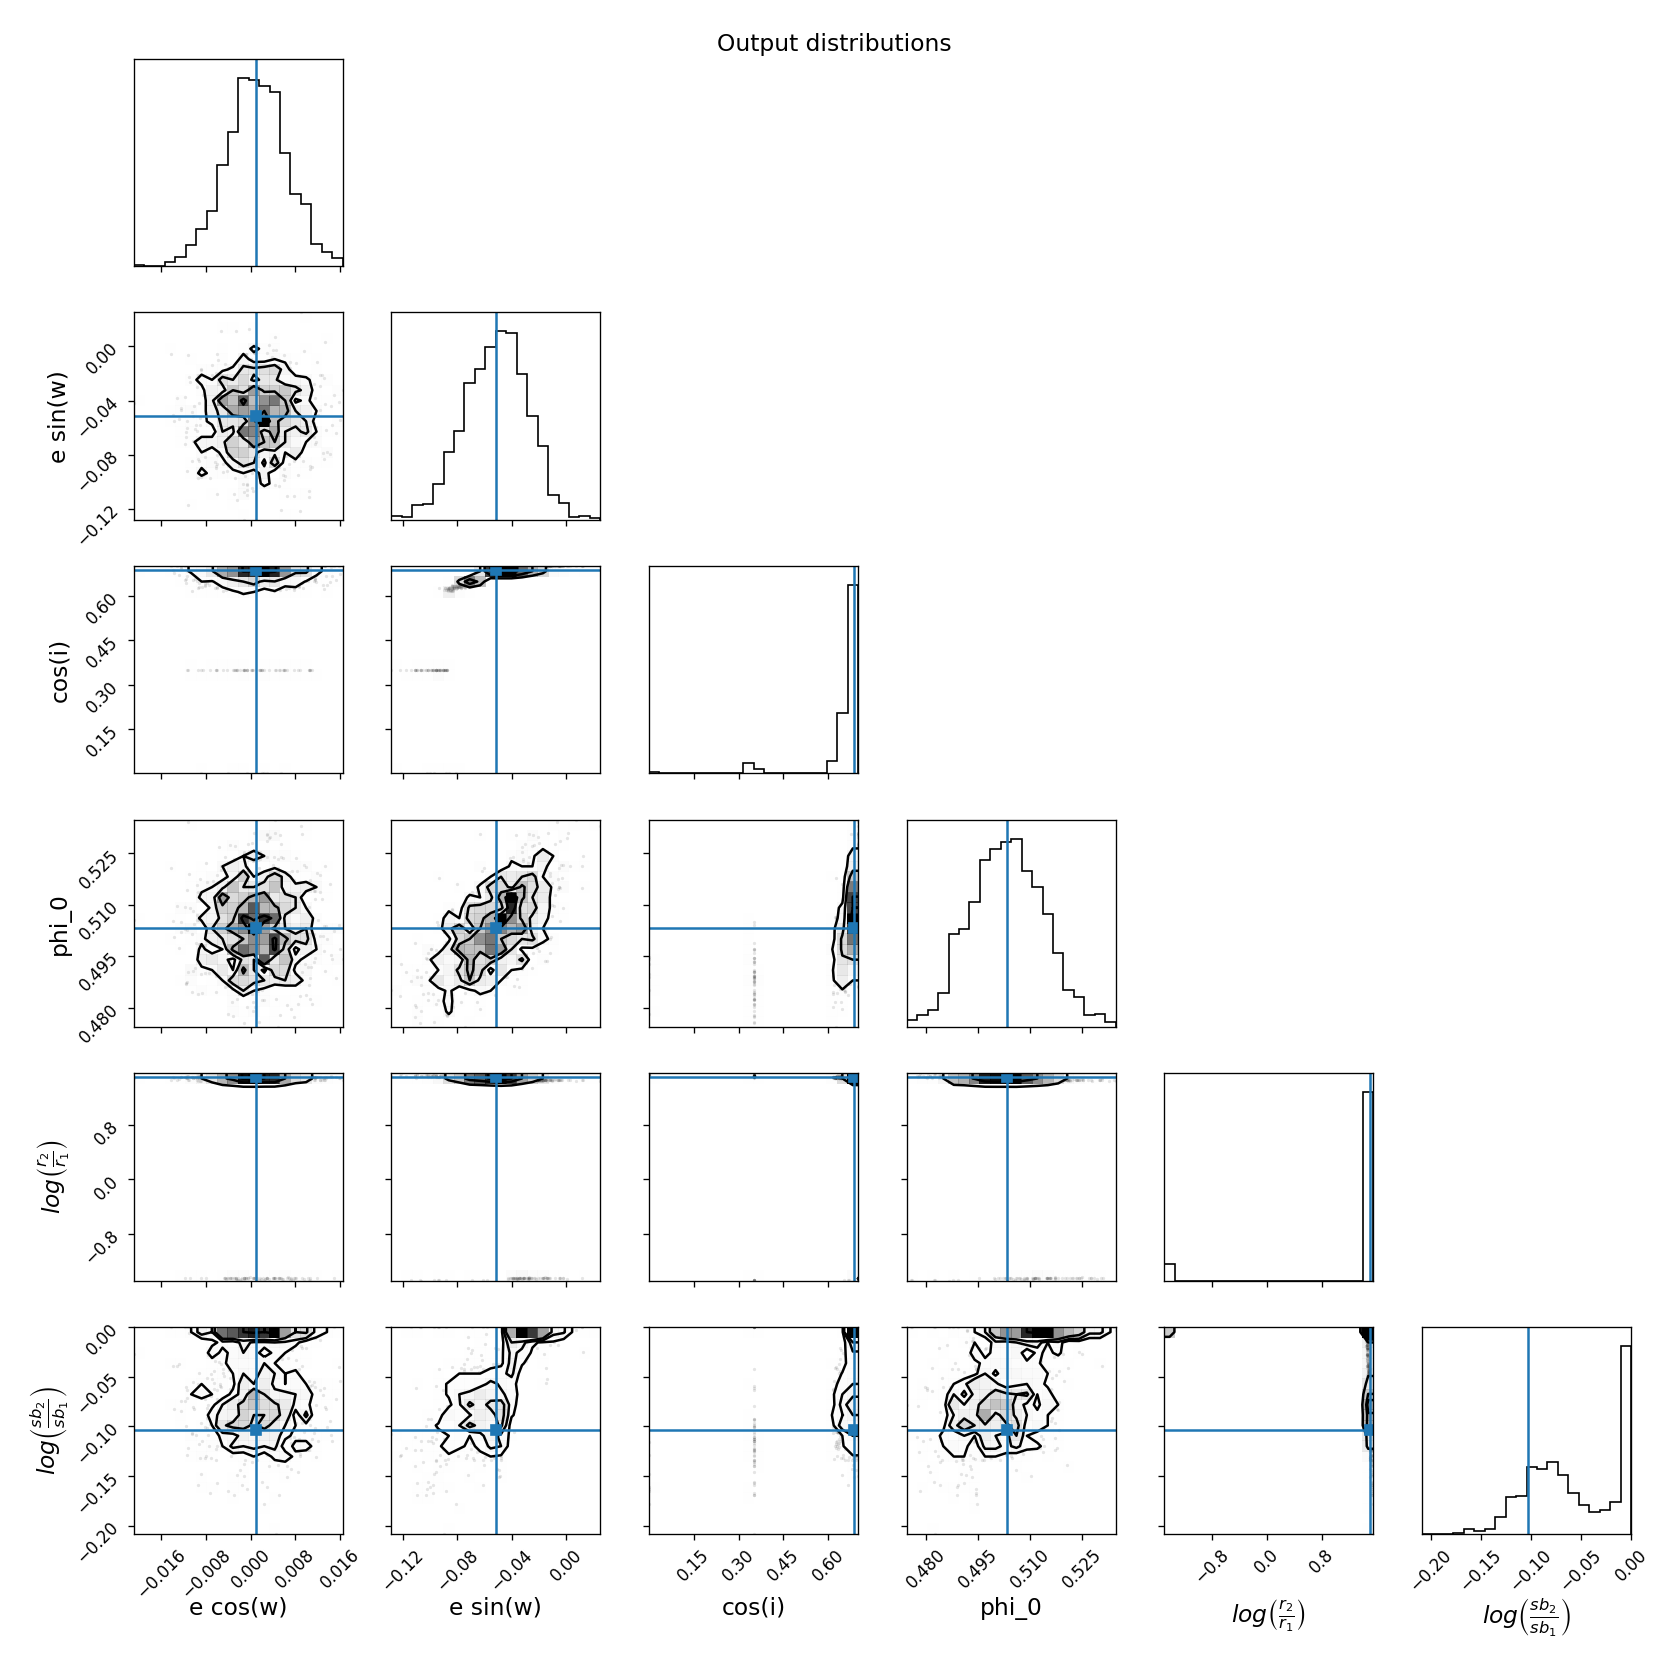 Output distributions
e sin(w)
0.00
−0.04
−0.08
−0.12
cos(i)
0.60
0.45
0.30
0.15
phi_0
0.525
0.510
0.495
0.480
log(r2/r1)
0.8
0.0
−0.8
log(sb2/sb1)
0.00
−0.05
−0.10
−0.15
−0.20
−0.016 −0.008 0.000 0.008 0.016 −0.12 −0.08 −0.04 0.00 0.15 0.30 0.45 0.60 0.480 0.495 0.510 0.525 −0.8 0.0 0.8 −0.20 −0.15 −0.10 −0.05 0.00
e cos(w) e sin(w) cos(i) phi_0 log(r2/r1) log(sb2/sb1)